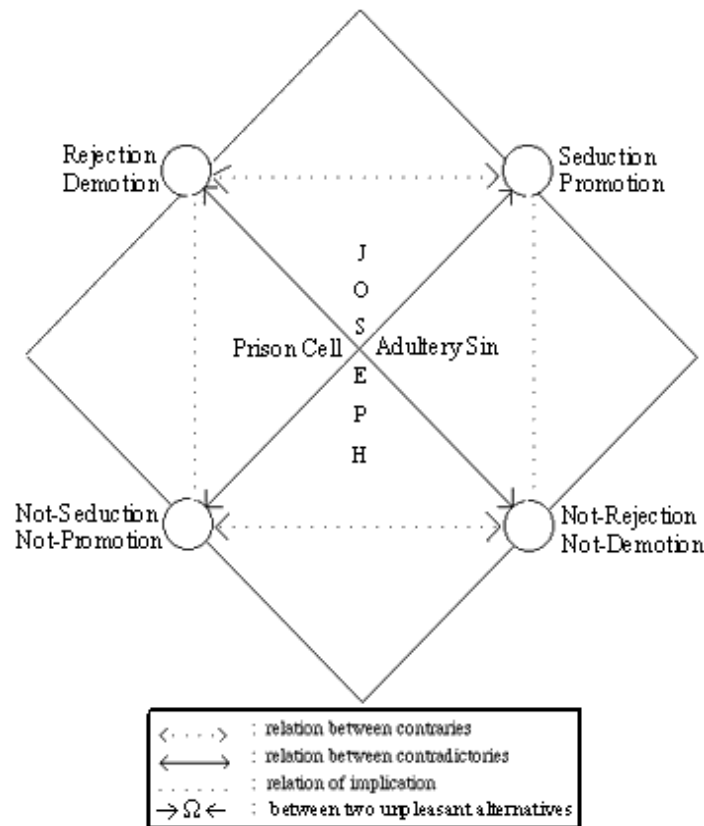 Rejection
Demotion
Seduction
Promotion
J
O
S
E
P
H
Prison Cell
Adultery Sin
Not-Seduction
Not-Promotion
Not-Rejection
Not-Demotion
: relation between contraries
: relation between contradictories
: relation of implication
→Ω← : between two unpleasant alternatives